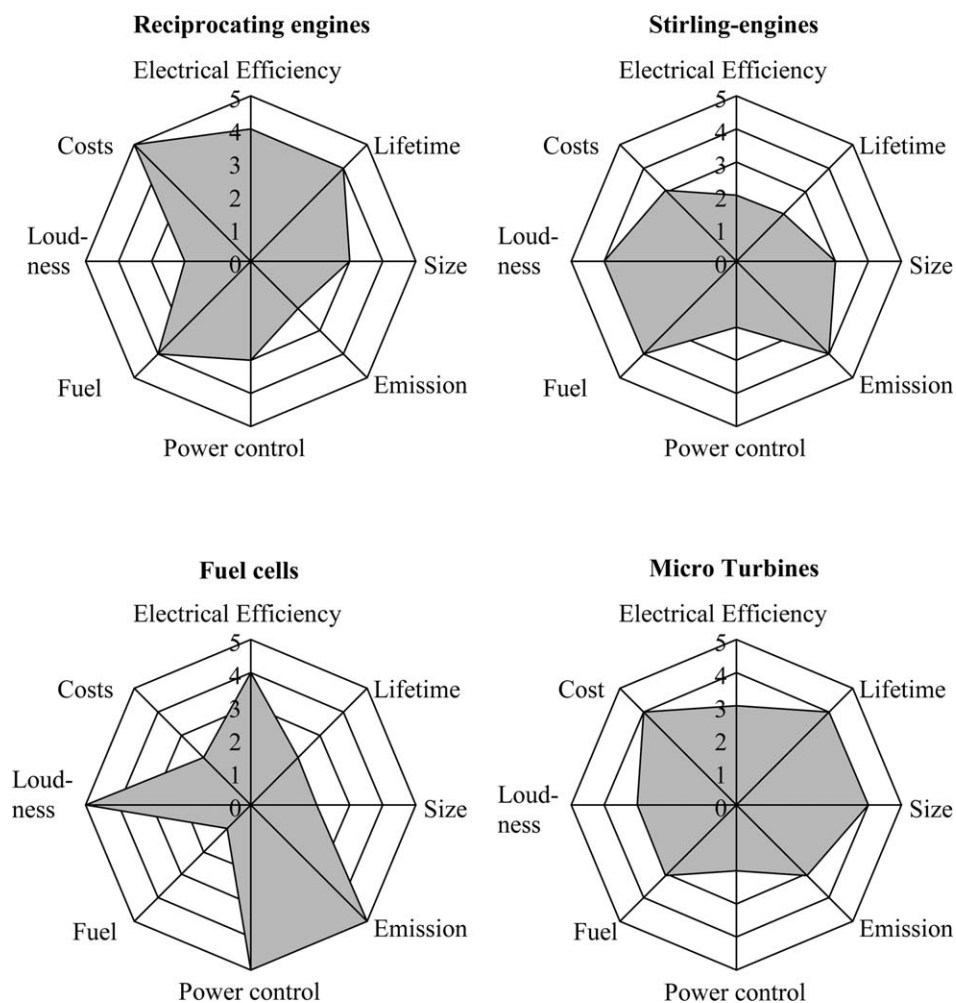 Reciprocating engines
Electrical Efficiency
5
4
3
2
1
0
Costs
Lifetime
Loud-
ness
Size
Fuel
Emission
Power control
Stirling-engines
Electrical Efficiency
5
4
3
2
1
0
Costs
Lifetime
Loud-
ness
Size
Fuel
Emission
Power control
Fuel cells
Electrical Efficiency
5
4
3
2
1
0
Costs
Lifetime
Loud-
ness
Size
Fuel
Emission
Power control
Micro Turbines
Electrical Efficiency
5
4
3
2
1
0
Cost
Lifetime
Loud-
ness
Size
Fuel
Emission
Power control